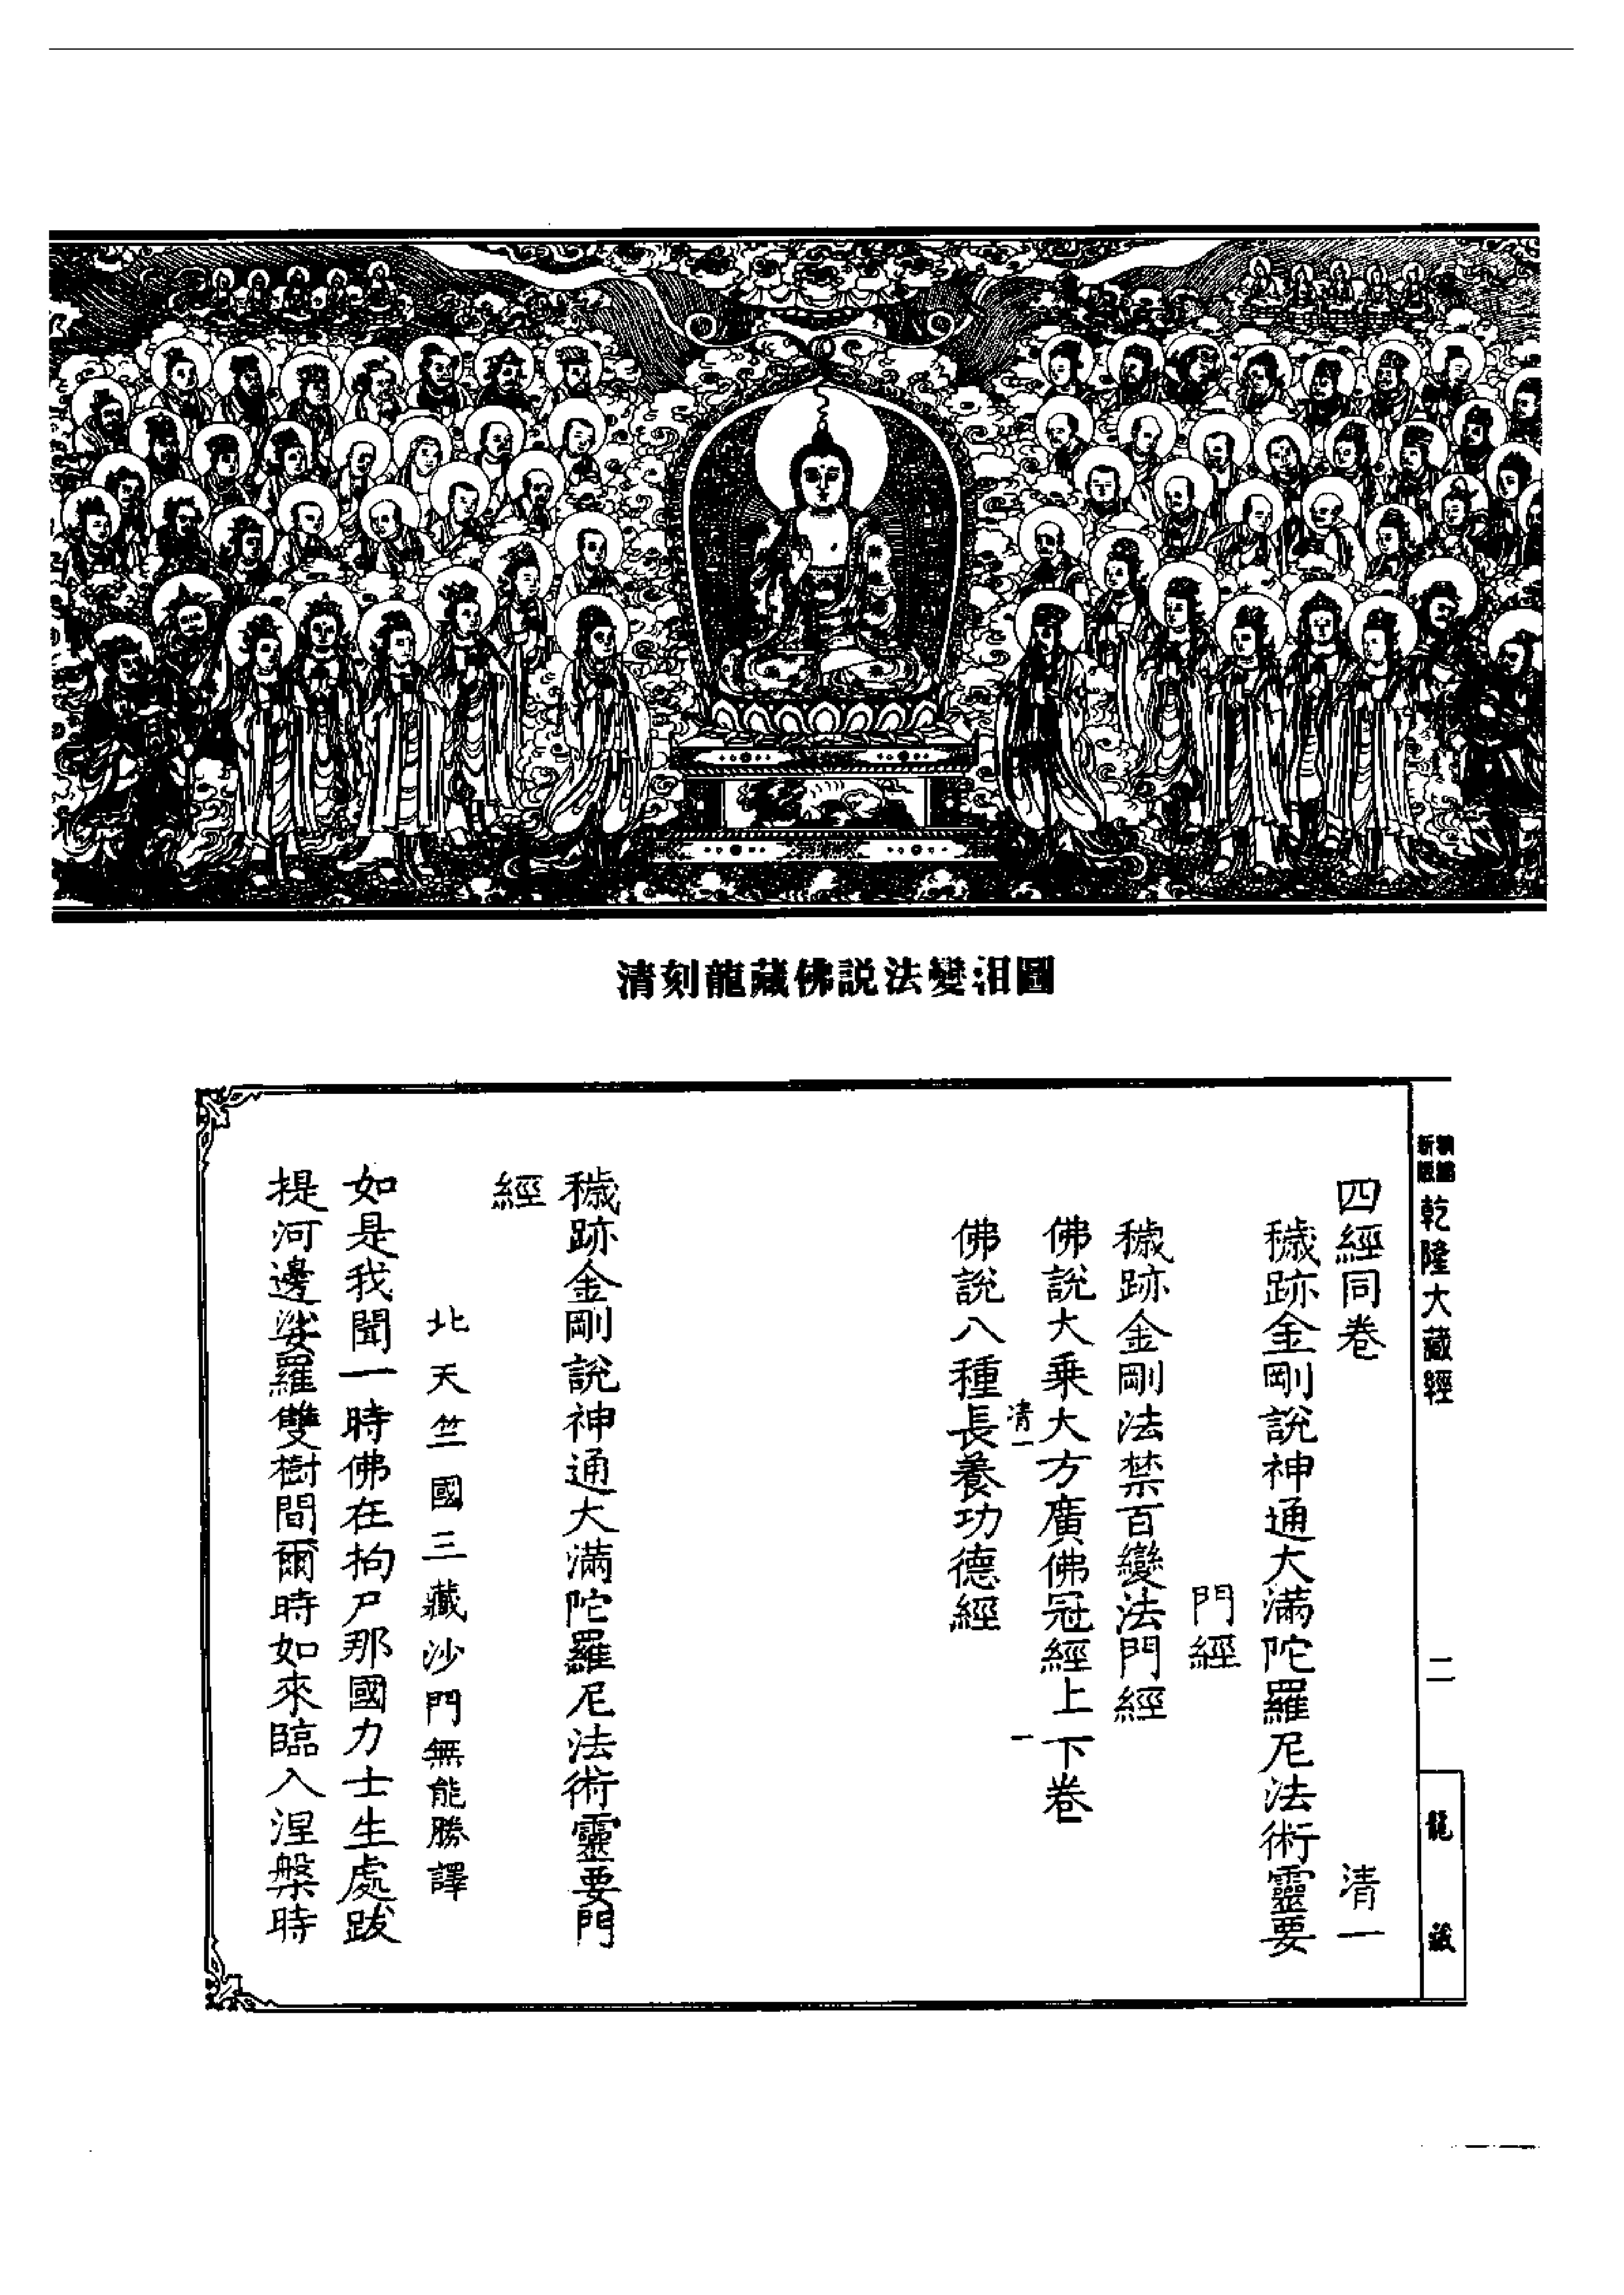 清刻龍藏佛説法變相圖
新版
乾隆大藏經
二
龍藏
四經同卷 清一
穢跡金剛說神通大滿陀羅尼法術靈要
門經
穢跡金剛法禁百變法門經
佛說大乘大方廣佛冠經上下卷
清一 一
佛說八種長養功德經
穢跡金剛說神通大滿陀羅尼法術靈要門
經
北天竺國三藏沙門無能勝譯
如是我聞一時佛在拘尸那國力士生處跋
提河邊娑羅雙樹間爾時如來臨入涅槃時